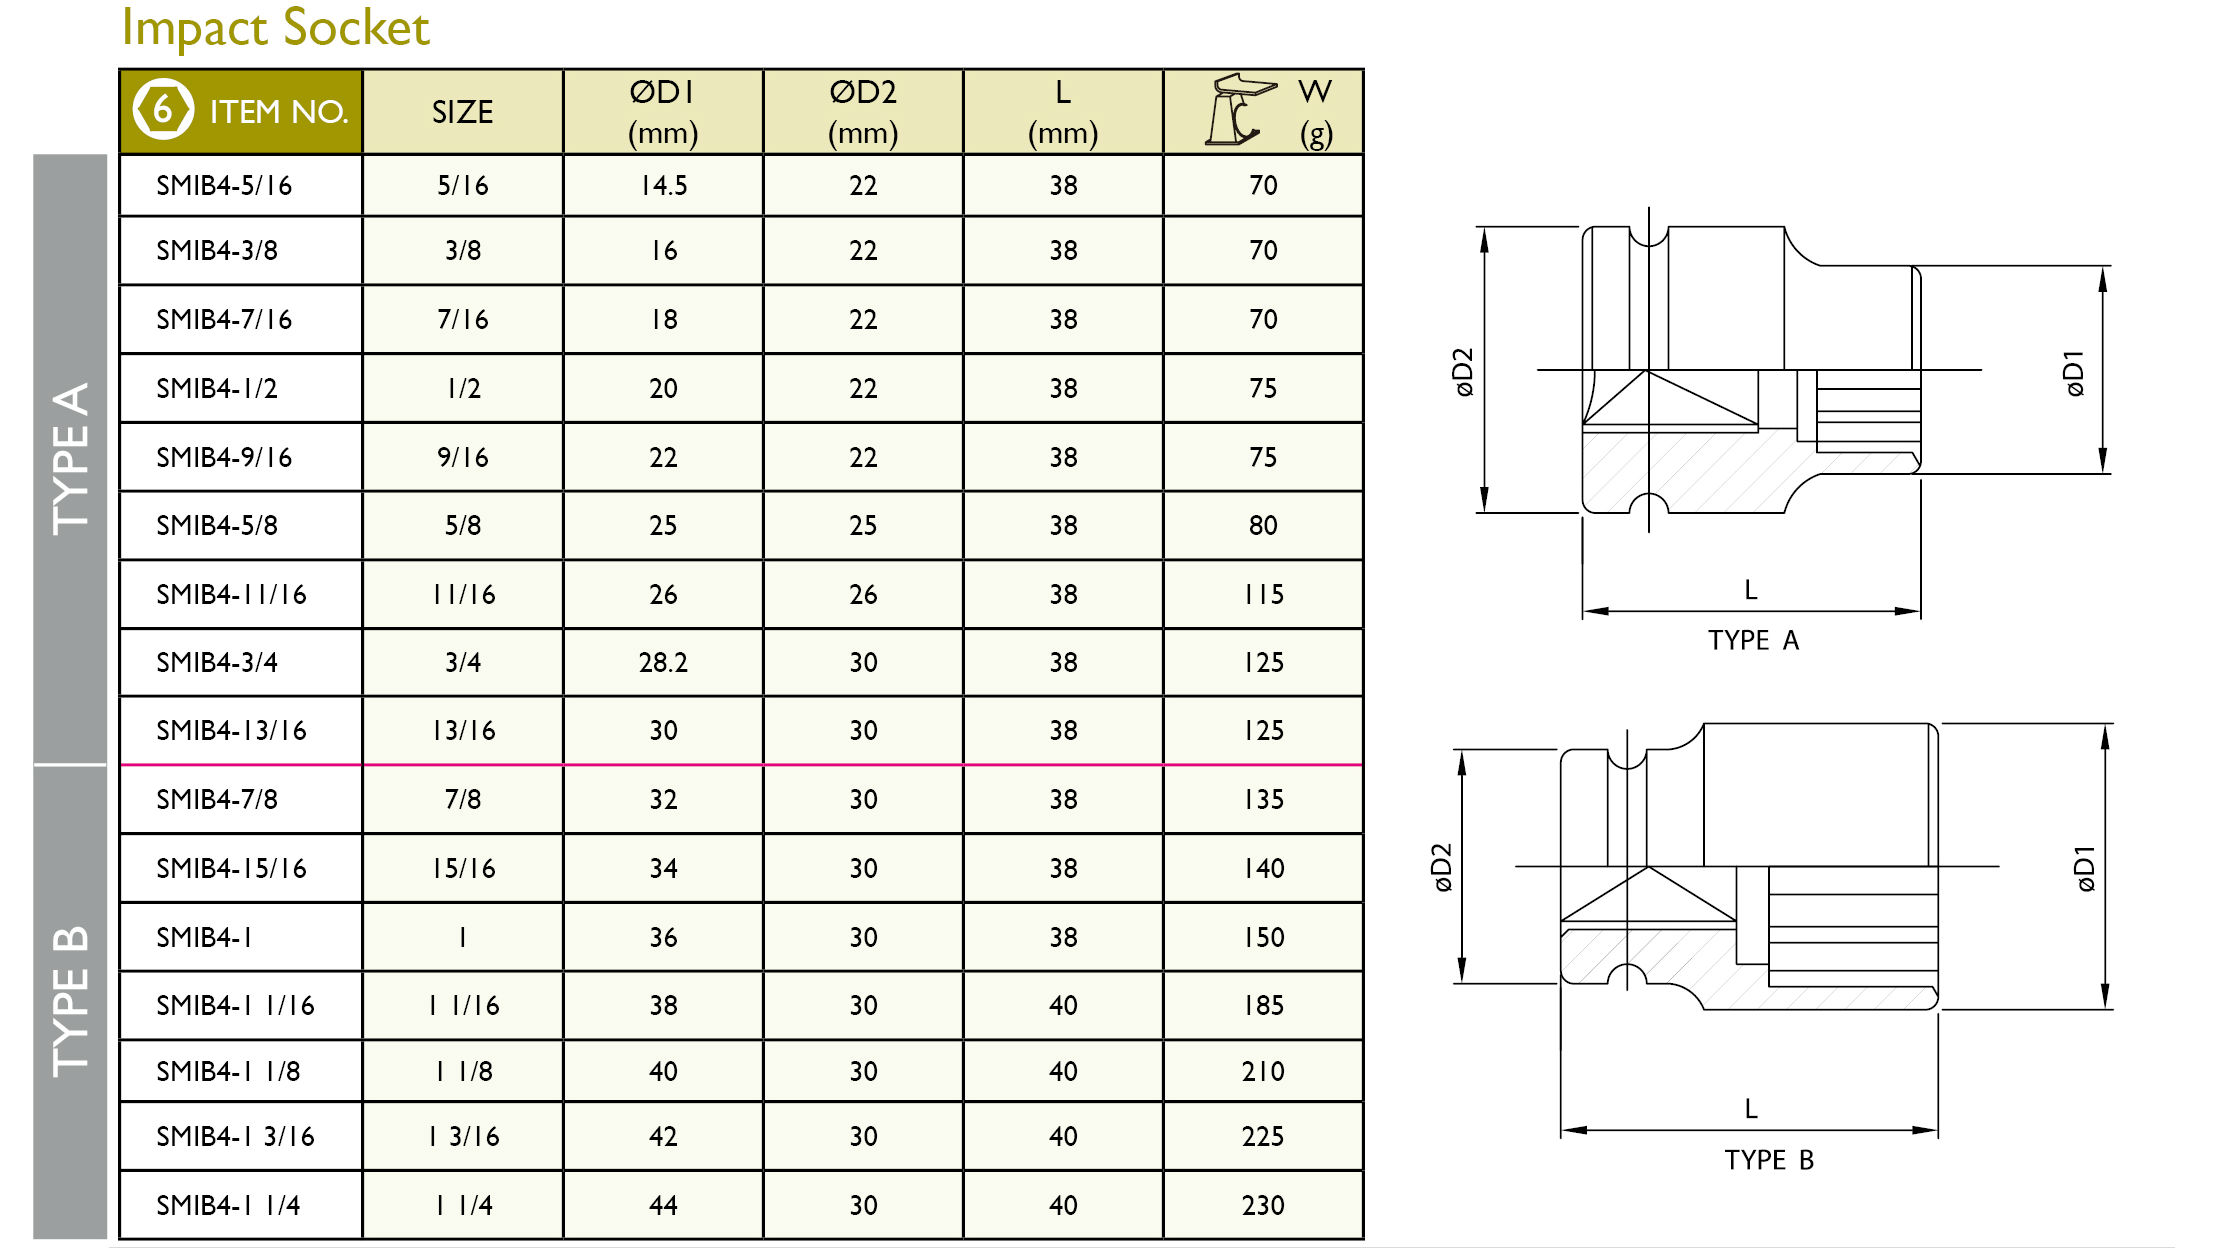 Impact Socket
6 ITEM NO. SIZE ØD1 (mm) ØD2 (mm) L (mm) W (g)
TYPE A
SMIB4-5/16 5/16 14.5 22 38 70
SMIB4-3/8 3/8 16 22 38 70
SMIB4-7/16 7/16 18 22 38 70
SMIB4-1/2 1/2 20 22 38 75
SMIB4-9/16 9/16 22 22 38 75
SMIB4-5/8 5/8 25 25 38 80
SMIB4-11/16 11/16 26 26 38 115
SMIB4-3/4 3/4 28.2 30 38 125
SMIB4-13/16 13/16 30 30 38 125
TYPE B
SMIB4-7/8 7/8 32 30 38 135
SMIB4-15/16 15/16 34 30 38 140
SMIB4-1 1 36 30 38 150
SMIB4-1 1/16 1 1/16 38 30 40 185
SMIB4-1 1/8 1 1/8 40 30 40 210
SMIB4-1 3/16 1 3/16 42 30 40 225
SMIB4-1 1/4 1 1/4 44 30 40 230
øD2
øD1
L
TYPE A
øD2
øD1
L
TYPE B